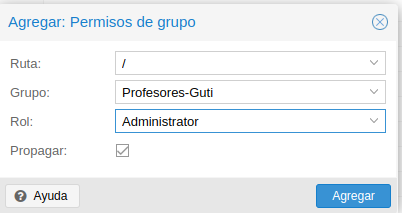 Agregar: Permisos de grupo
Ruta: /
Grupo: Profesores-Guti
Rol: Administrator
Propagar:
Ayuda Agregar